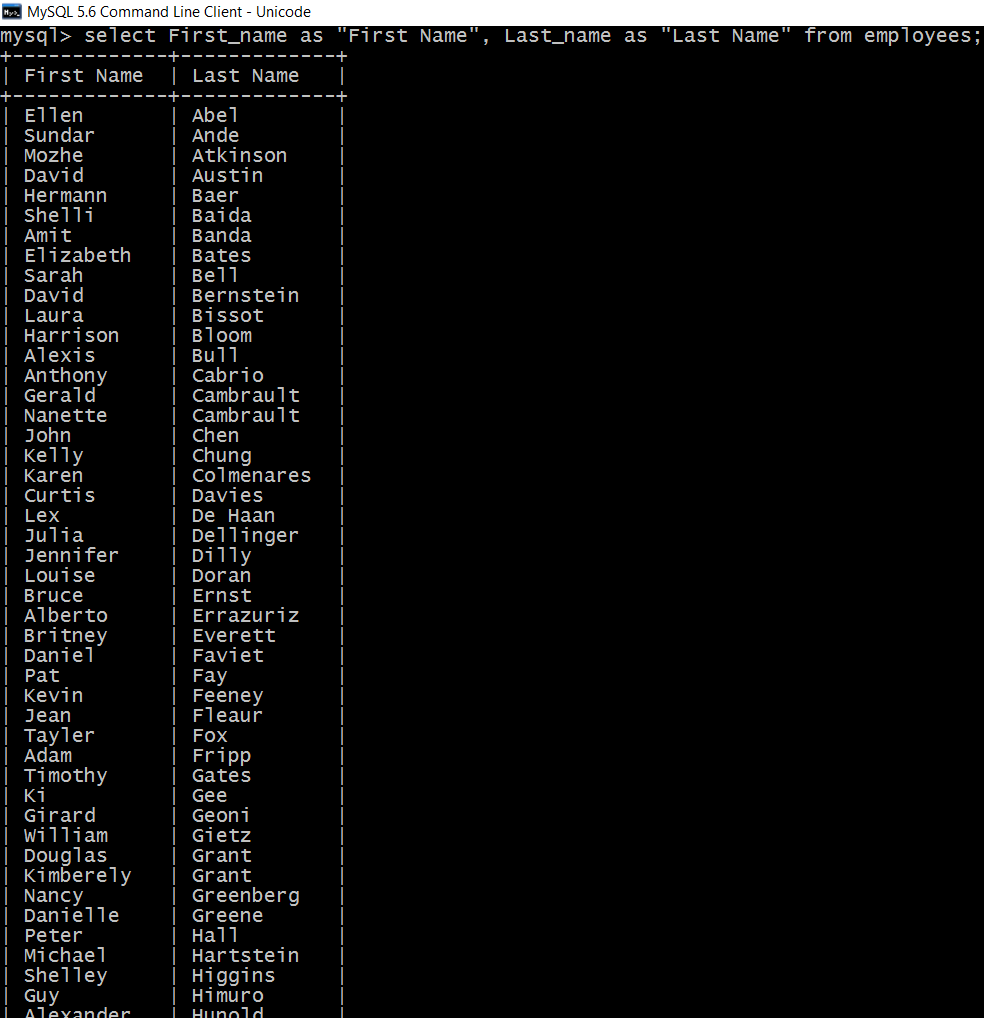 MySQL 5.6 Command Line Client - Unicode
mysql> select First_name as "First Name", Last_name as "Last Name" from employees;
+-------------+-------------+
| First Name  | Last Name   |
+-------------+-------------+
| Ellen       | Abel        |
| Sundar      | Ande        |
| Mozhe       | Atkinson    |
| David       | Austin      |
| Hermann     | Baer        |
| Shelli      | Baida       |
| Amit        | Banda       |
| Elizabeth   | Bates       |
| Sarah       | Bell        |
| David       | Bernstein   |
| Laura       | Bissot      |
| Harrison    | Bloom       |
| Alexis      | Bull        |
| Anthony     | Cabrio      |
| Gerald      | Cambrault   |
| Nanette     | Cambrault   |
| John        | Chen        |
| Kelly       | Chung       |
| Karen       | Colmenares  |
| Curtis      | Davies      |
| Lex         | De Haan     |
| Julia       | Dellinger   |
| Jennifer    | Dilly       |
| Louise      | Doran       |
| Bruce       | Ernst       |
| Alberto     | Errazuriz   |
| Britney     | Everett     |
| Daniel      | Faviet      |
| Pat         | Fay         |
| Kevin       | Feeney      |
| Jean        | Fleaur      |
| Tayler      | Fox         |
| Adam        | Fripp       |
| Timothy     | Gates       |
| Ki          | Gee         |
| Girard      | Geoni       |
| William     | Gietz       |
| Douglas     | Grant       |
| Kimberely   | Grant       |
| Nancy       | Greenberg   |
| Danielle    | Greene      |
| Peter       | Hall        |
| Michael     | Hartstein   |
| Shelley     | Higgins     |
| Guy         | Himuro      |
| Alexander   | Hunold      |